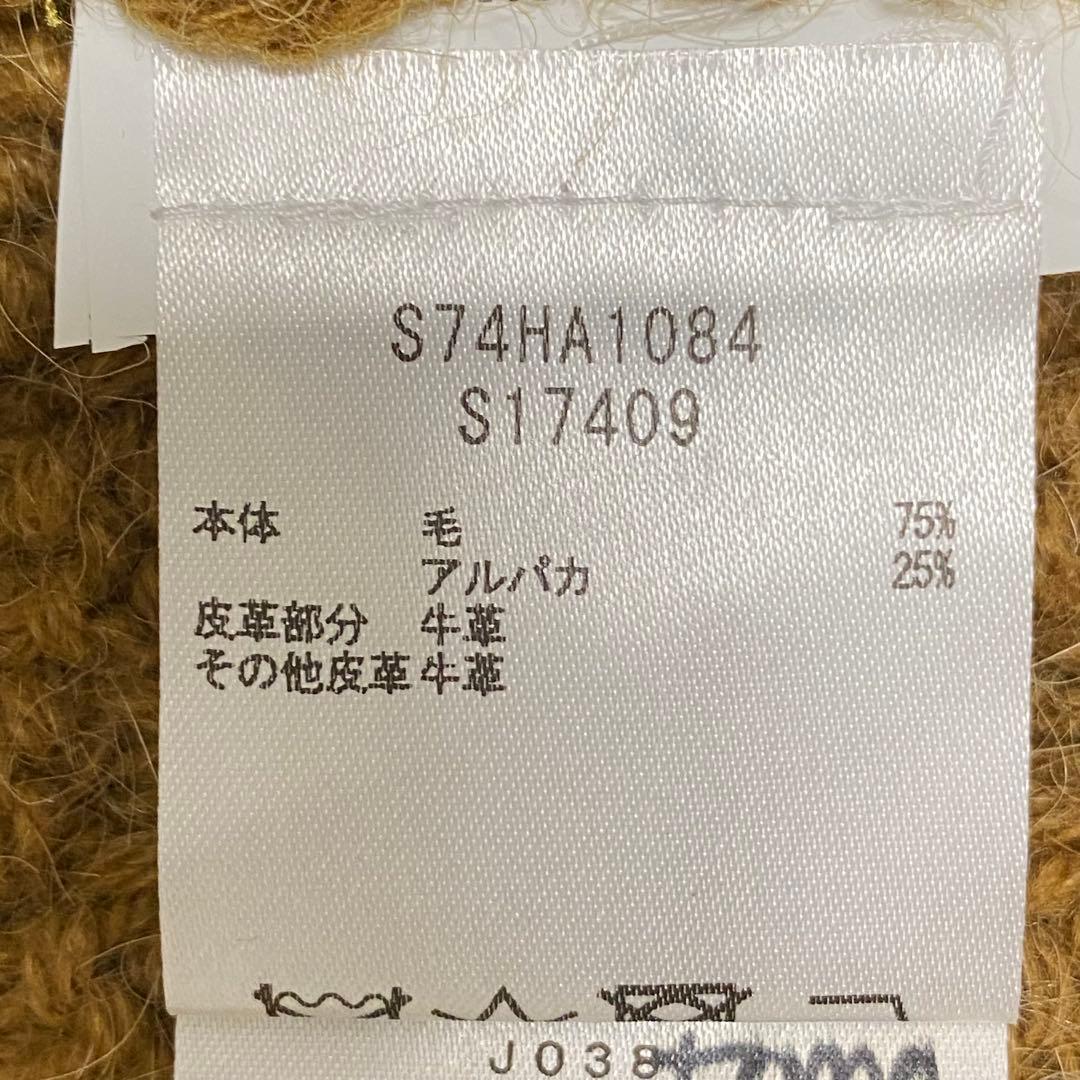 S74HA1084
S17409
本体 毛 75%
アルパカ 25%
皮革部分 牛革
その他皮革 牛革
J038